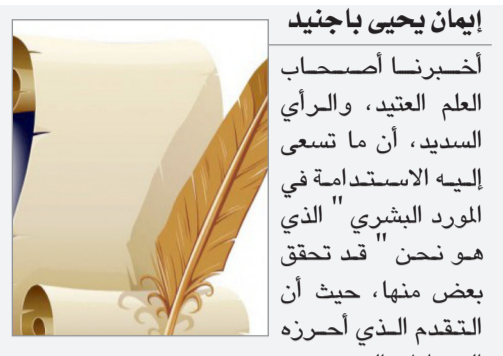 إيمان يحيى باجنيد
أخبرنا أصحاب
العلم العتيد، والرأي
السديد، أن ما تسعى
إليه الاستدامة في
المورد البشري " الذي
هو نحن " قد تحقق
بعض منها، حيث أن
التقدم الذي أحرزه